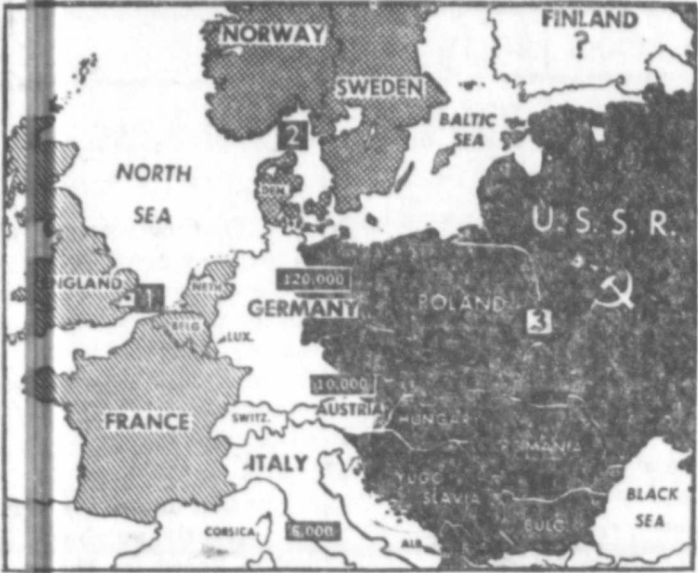 FINLAND
?
NORWAY
SWEDEN
2
BALTIC
SEA
NORTH
SEA
DEN.
U. S. S. R.
ENGLAND
1
NETH.
120,000
GERMANY
POLAND
3
BELG.
LUX.
10,000
AUSTRIA
HUNGARY
FRANCE
SWITZ.
ROMANIA
ITALY
YUGO
SLAVIA
BLACK
SEA
CORSICA
5,000
ALB.
BULG.